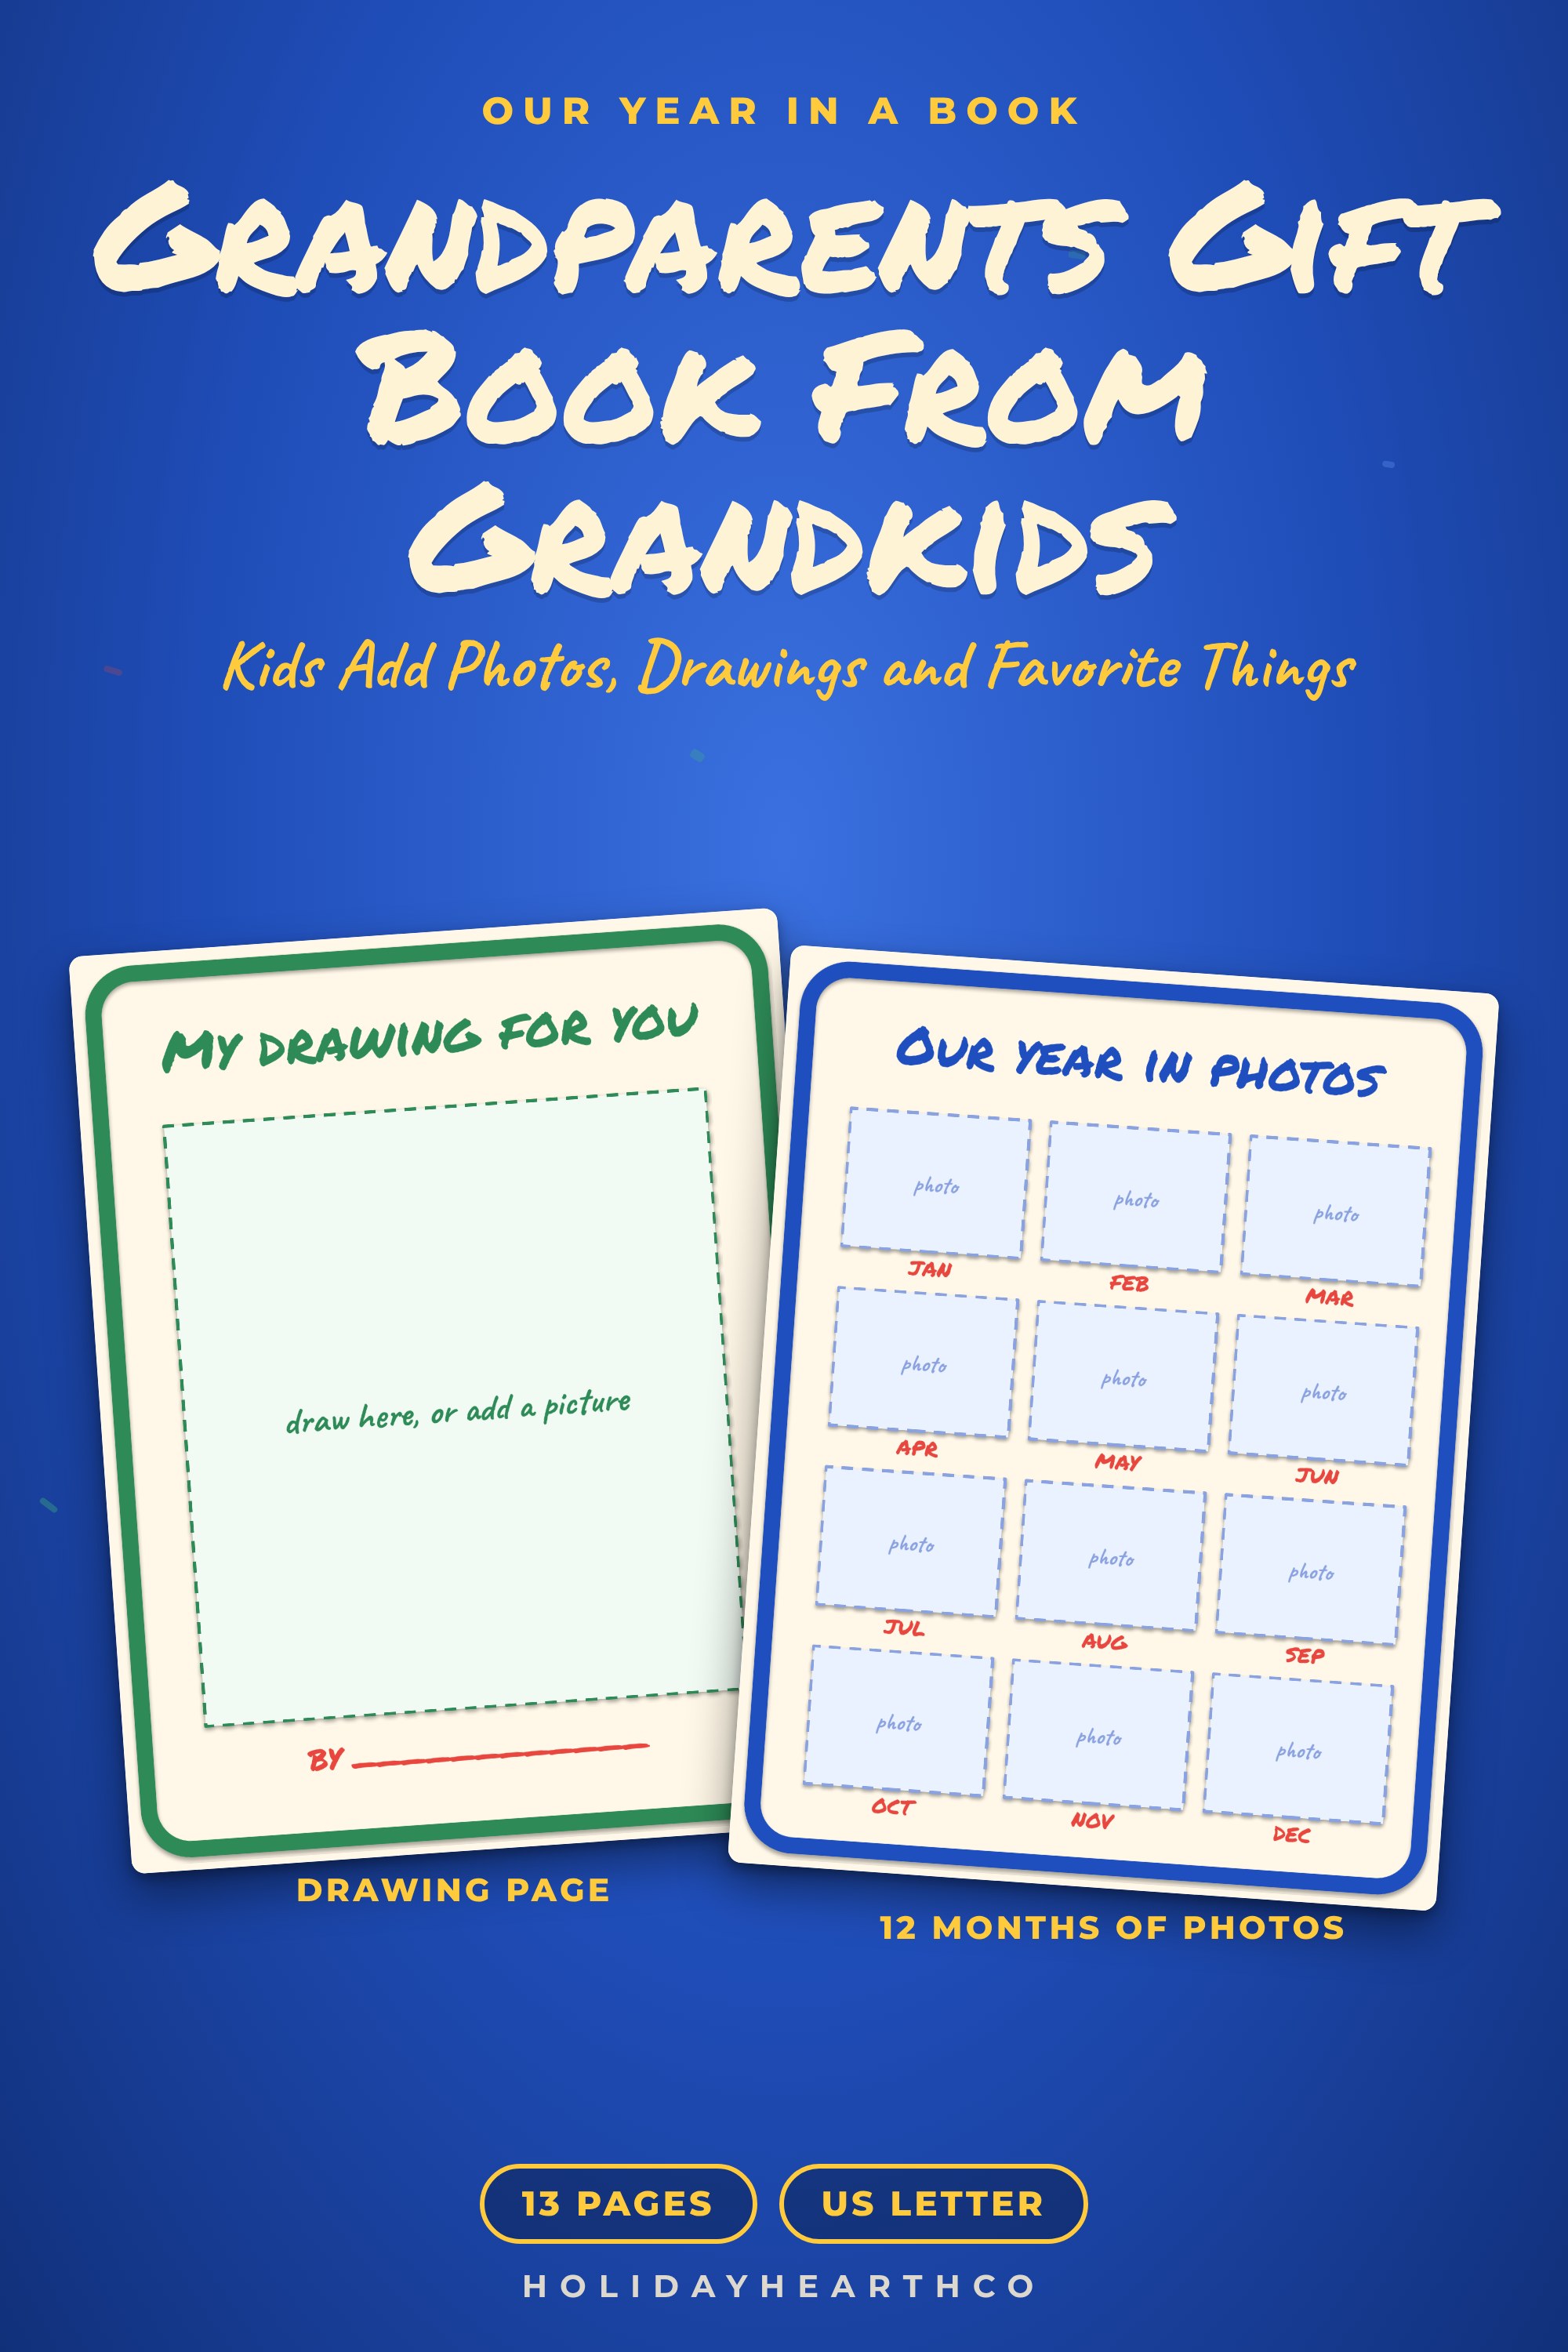 OUR YEAR IN A BOOK
GRANDPARENTS GIFT
BOOK FROM
GRANDKIDS
Kids Add Photos, Drawings and Favorite Things
MY DRAWING FOR YOU
draw here, or add a picture
BY
DRAWING PAGE
OUR YEAR IN PHOTOS
photo photo photo
JAN FEB MAR
photo photo photo
APR MAY JUN
photo photo photo
JUL AUG SEP
photo photo photo
OCT NOV DEC
12 MONTHS OF PHOTOS
13 PAGES US LETTER
HOLIDAYHEARTHCO